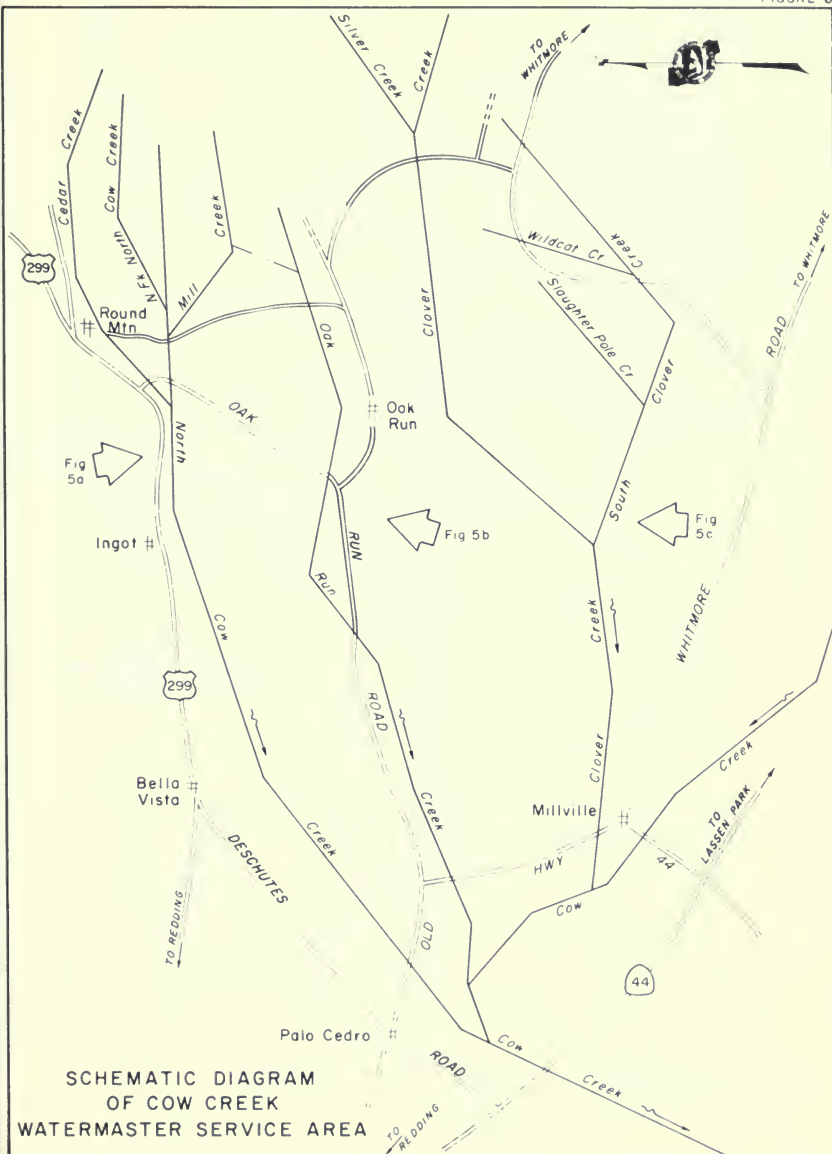 FIGURE
Silver Creek
Creek
TO WHITMORE
Cedar Creek
Cow Creek
N Fk North
Creek
Mill
299
Round
Mtn
Oak
OAK
Clover
Wildcat Cr
Creek
Slaughter Pole Cr
Clover
ROAD
TO WHITMORE
Oak
Run
North
Fig
5a
Fig 5b
South
Fig
5c
Ingot
RUN
Run
WHITMORE
Cow
Creek
299
ROAD
Bella
Vista
Creek
Clover
Creek
Millville
TO
LASSEN PARK
DESCHUTES
Creek
HWY
44
TO REDDING
Cow
OLD
44
Palo Cedro
Cow
ROAD
Creek
TO
REDDING
SCHEMATIC DIAGRAM
OF COW CREEK
WATERMASTER SERVICE AREA